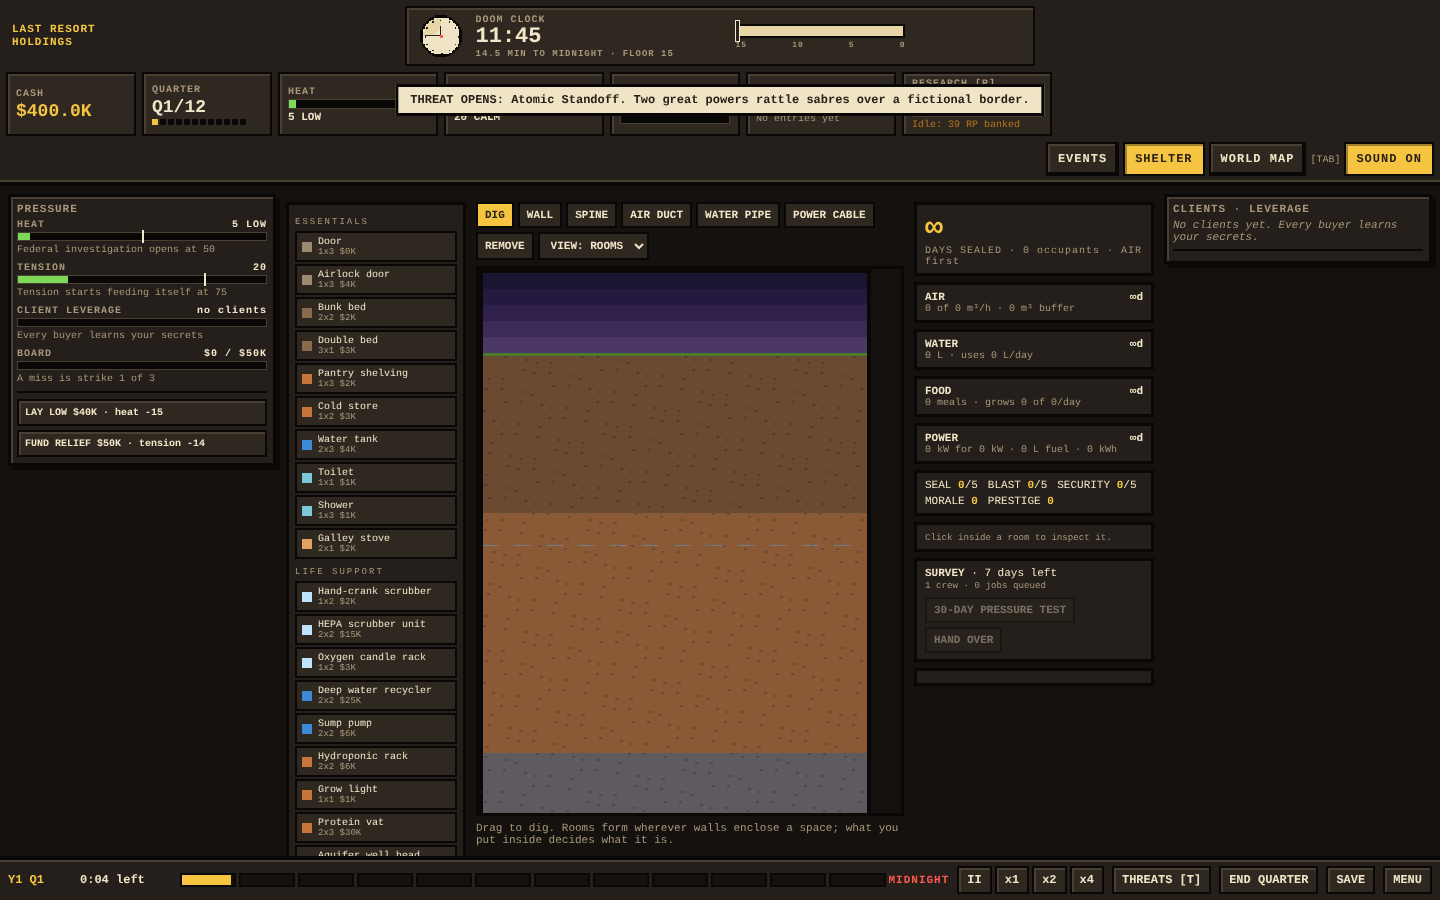 LAST RESORT
HOLDINGS
DOOM CLOCK
11:45
14.5 MIN TO MIDNIGHT · FLOOR 15
15 10 5 0
CASH
$400.0K
QUARTER
Q1/12
HEAT
5 LOW
20 CALM
No entries yet
RESEARCH [R]
Idle: 39 RP banked
THREAT OPENS: Atomic Standoff. Two great powers rattle sabres over a fictional border.
EVENTS
SHELTER
WORLD MAP
[TAB]
SOUND ON
PRESSURE
HEAT 5 LOW
Federal investigation opens at 50
TENSION 20
Tension starts feeding itself at 75
CLIENT LEVERAGE no clients
Every buyer learns your secrets
BOARD $0 / $50K
A miss is strike 1 of 3
LAY LOW $40K · heat -15
FUND RELIEF $50K · tension -14
ESSENTIALS
Door
1x3 $0K
Airlock door
1x3 $4K
Bunk bed
2x2 $2K
Double bed
3x1 $3K
Pantry shelving
1x3 $2K
Cold store
1x2 $3K
Water tank
2x3 $4K
Toilet
1x1 $1K
Shower
1x3 $1K
Galley stove
2x1 $2K
LIFE SUPPORT
Hand-crank scrubber
1x2 $2K
HEPA scrubber unit
2x2 $15K
Oxygen candle rack
1x2 $3K
Deep water recycler
2x2 $25K
Sump pump
2x2 $6K
Hydroponic rack
2x2 $6K
Grow light
1x1 $1K
Protein vat
2x3 $30K
Aquifer well head
DIG
WALL
SPINE
AIR DUCT
WATER PIPE
POWER CABLE
REMOVE
VIEW: ROOMS
Drag to dig. Rooms form wherever walls enclose a space; what you
put inside decides what it is.
∞
DAYS SEALED · 0 occupants · AIR
first
AIR ∞d
0 of 0 m³/h · 0 m³ buffer
WATER ∞d
0 L · uses 0 L/day
FOOD ∞d
0 meals · grows 0 of 0/day
POWER ∞d
0 kW for 0 kW · 0 L fuel · 0 kWh
SEAL 0/5 BLAST 0/5 SECURITY 0/5
MORALE 0 PRESTIGE 0
Click inside a room to inspect it.
SURVEY · 7 days left
1 crew · 0 jobs queued
30-DAY PRESSURE TEST
HAND OVER
CLIENTS · LEVERAGE
No clients yet. Every buyer learns
your secrets.
Y1 Q1
0:04 left
MIDNIGHT
II
x1
x2
x4
THREATS [T]
END QUARTER
SAVE
MENU